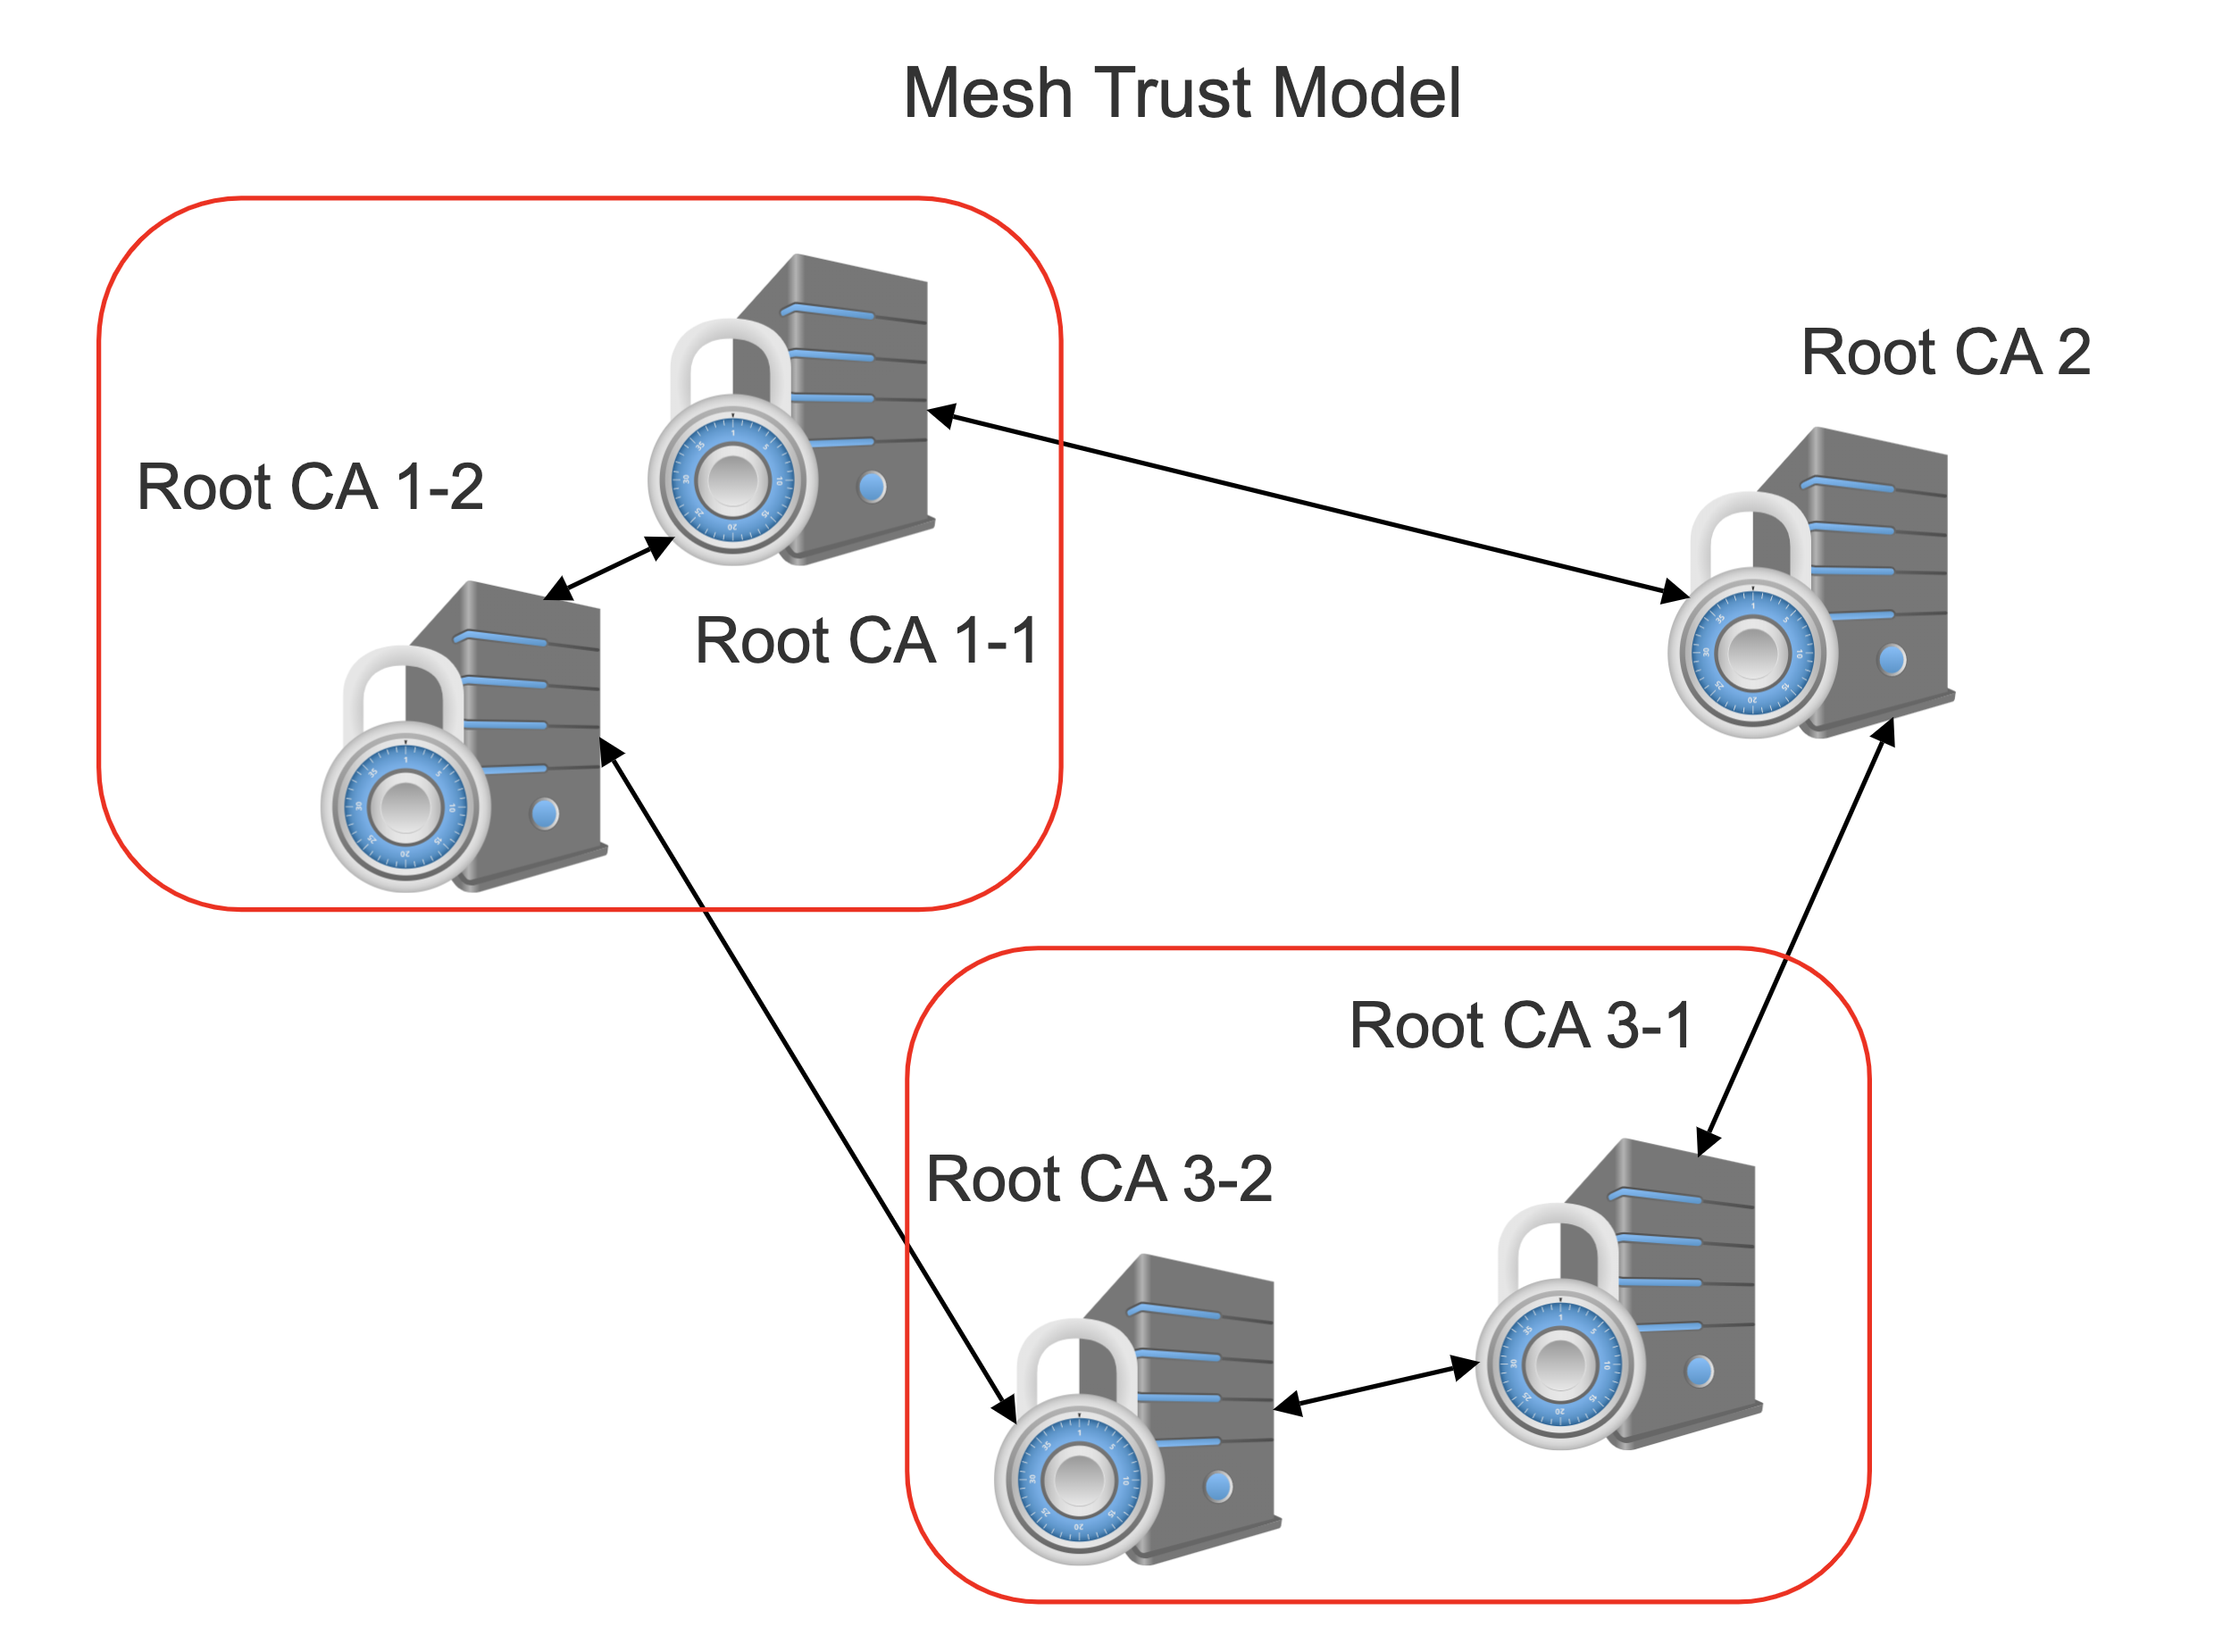 Mesh Trust Model
Root CA 2
Root CA 1-2
Root CA 1-1
Root CA 3-1
Root CA 3-2